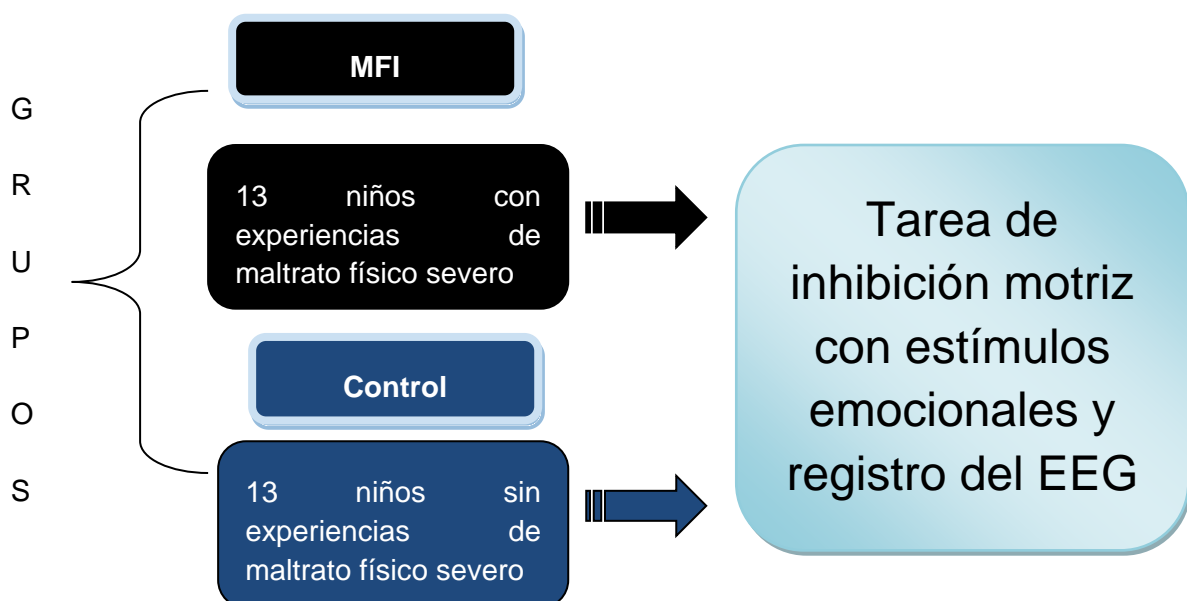 GRUPOS
MFI
13 niños con
experiencias de
maltrato físico severo
Control
13 niños sin
experiencias de
maltrato físico severo
Tarea de
inhibición motriz
con estímulos
emocionales y
registro del EEG